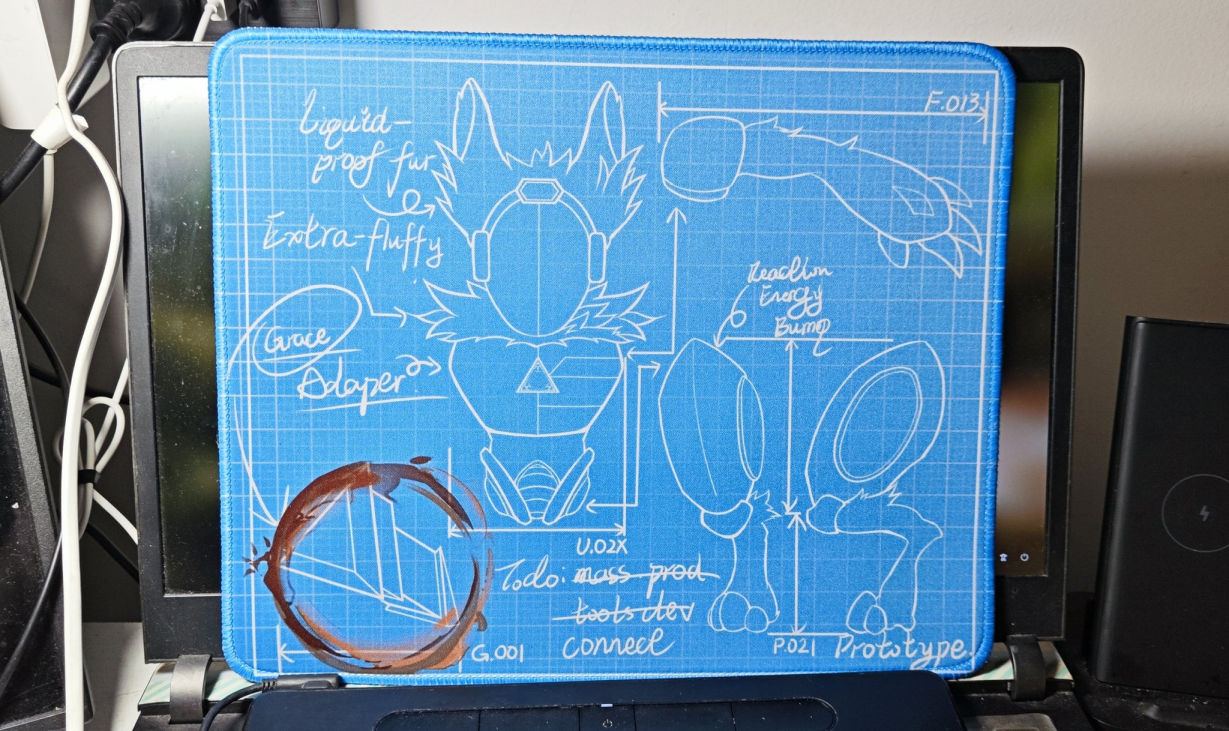 Liquid-
proof fur
Extra-fluffy
Grace
Adaper
F.013
Reaction
Energy
Bump
U.02X
Todo: mass prod
tools dev
connect
G.001
P.021
Prototype.